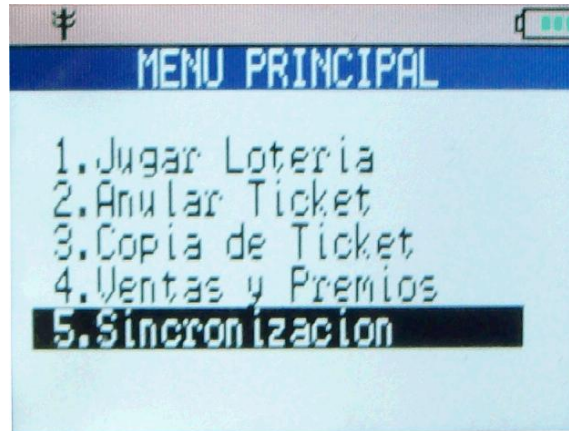 MENU PRINCIPAL
1.Jugar Loteria
2.Anular Ticket
3.Copia de Ticket
4.Ventas y Premios
5.Sincronizacion